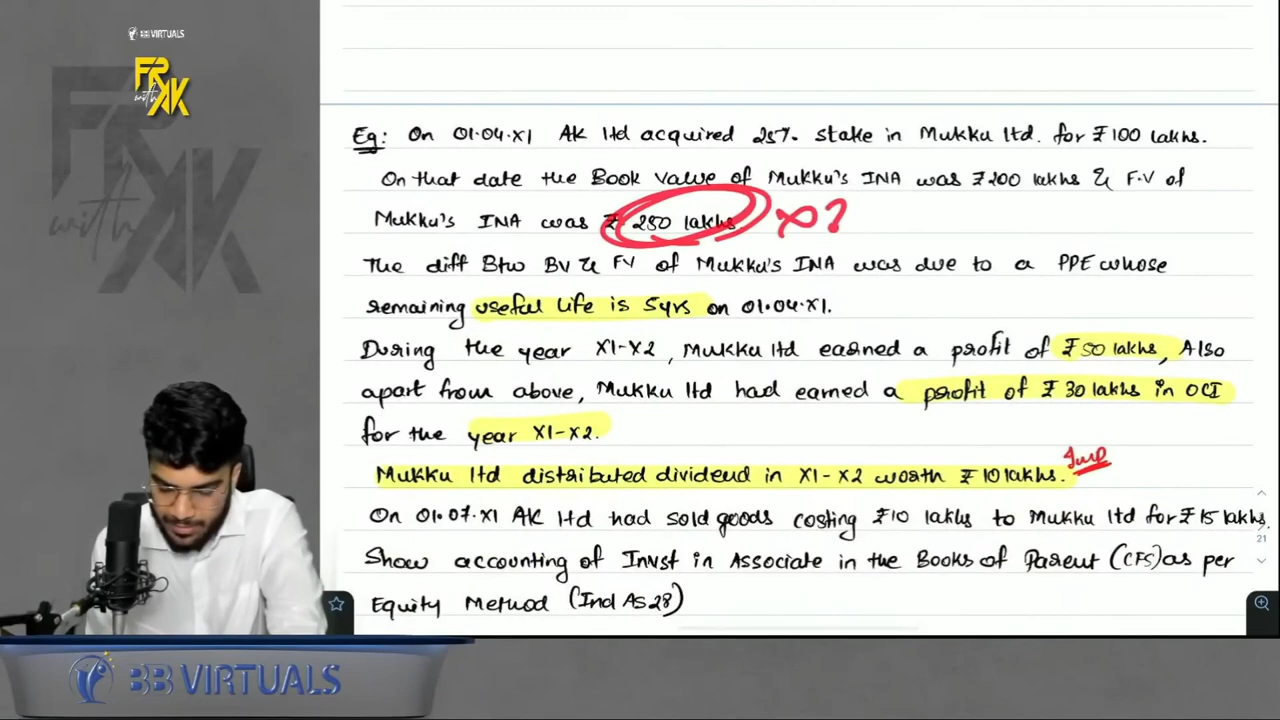 BB VIRTUALS
FR
with AK
Eg: On 01.04.X1 AK ltd acquired 25% stake in Mukku ltd. for ₹100 lakhs.
On that date the Book Value of Mukku's INA was ₹200 lakhs & F.V of
Mukku's INA was ₹ 250 lakhs X?
The diff Btw BV & FV of Mukku's INA was due to a PPE whose
remaining useful life is 5yrs on 01.04.X1.
During the year X1-X2, Mukku ltd earned a profit of ₹50 lakhs, Also
apart from above, Mukku ltd had earned a profit of ₹30 lakhs in OCI
for the year X1-X2.
Imp
Mukku ltd distributed dividend in X1-X2 worth ₹10 lakhs.
On 01.07.X1 AK ltd had sold goods costing ₹10 lakhs to Mukku ltd for ₹15 lakhs.
21
Show accounting of Invst in Associate in the Books of Parent (CFS) as per
Equity Method (Ind AS 28)
BB VIRTUALS